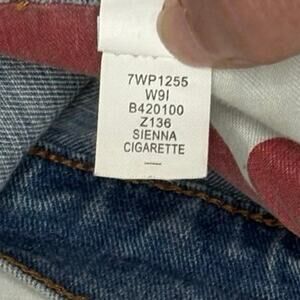 7WP1255
W9I
B420100
Z136
SIENNA
CIGARETTE